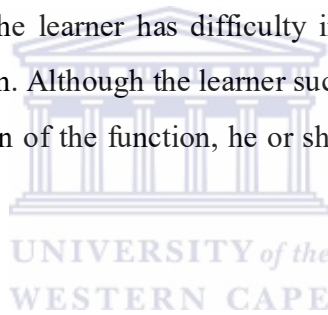 he learner has difficulty i
n. Although the learner suc
n of the function, he or sh
UNIVERSITY of the
WESTERN CAPE